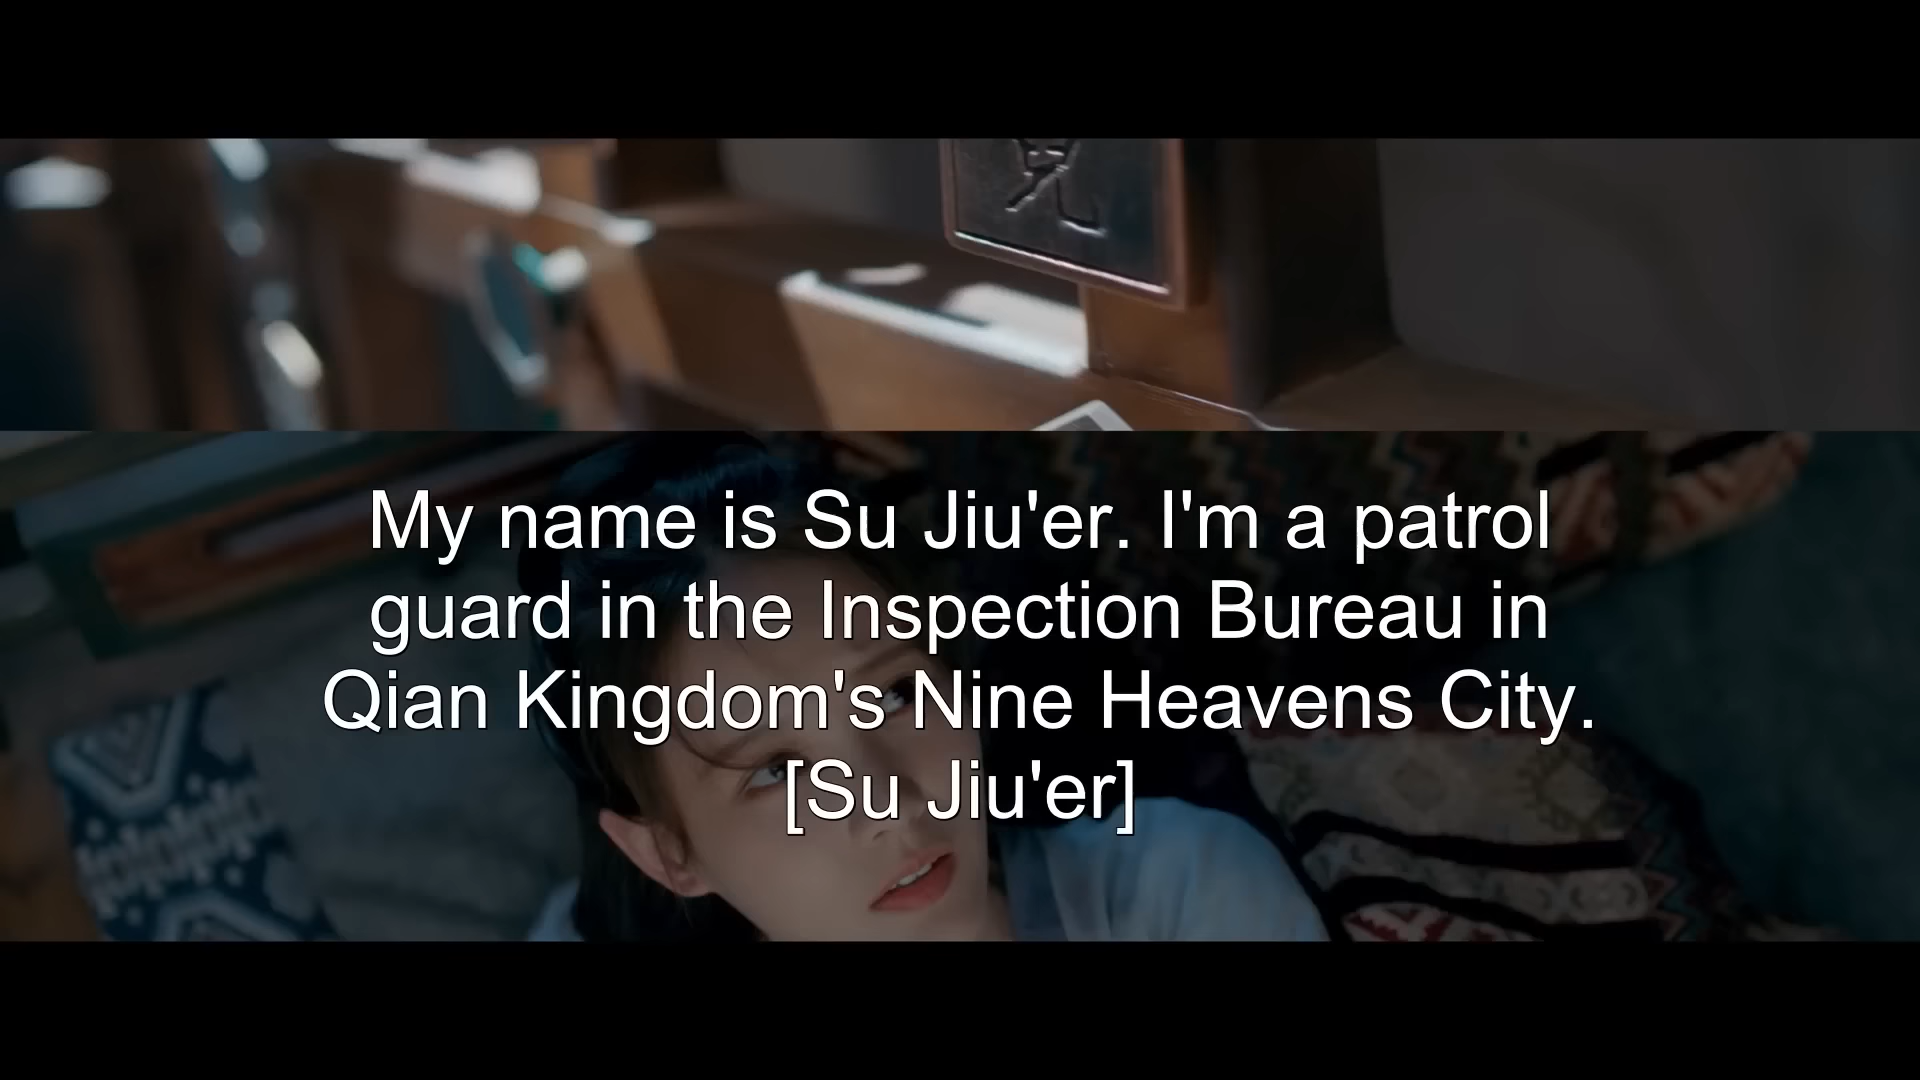 My name is Su Jiu'er. I'm a patrol
guard in the Inspection Bureau in
Qian Kingdom's Nine Heavens City.
[Su Jiu'er]